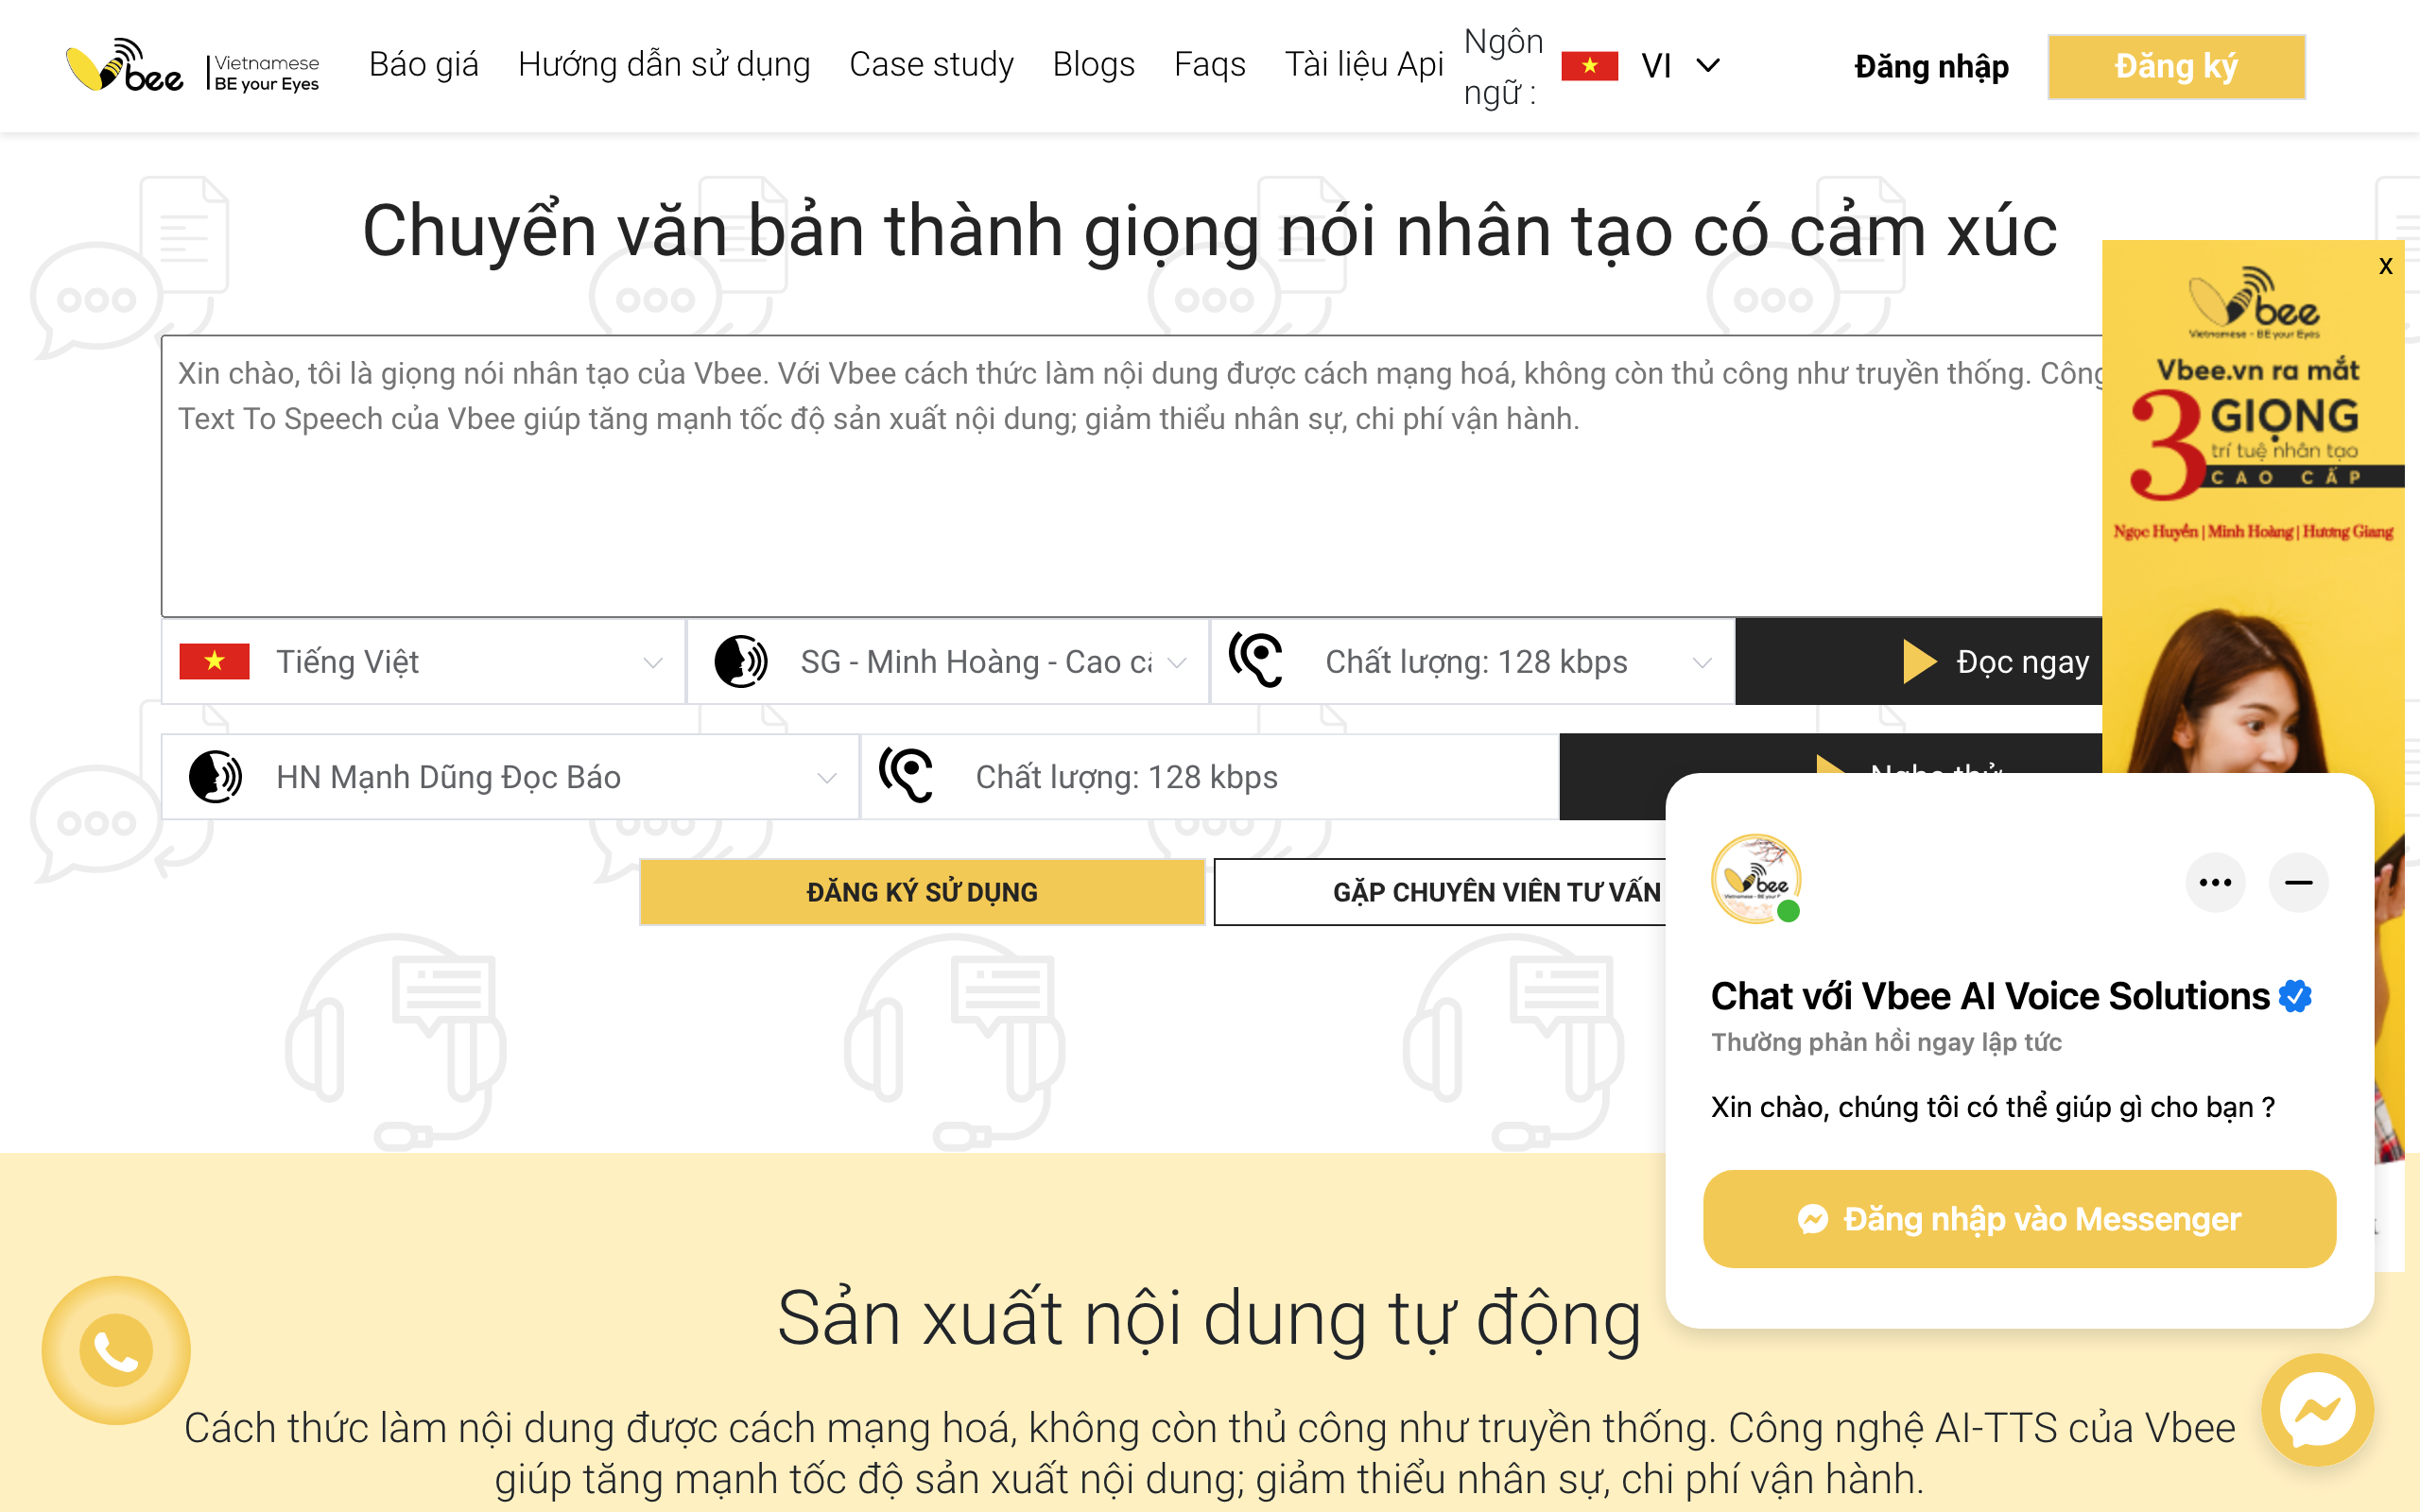 Vbee
Vietnamese
BE your Eyes
Báo giá
Hướng dẫn sử dụng
Case study
Blogs
Faqs
Tài liệu Api
Ngôn
ngữ :
VI
Đăng nhập
Đăng ký
Chuyển văn bản thành giọng nói nhân tạo có cảm xúc
x
Vbee
Vietnamese - BE your Eyes
Vbee.vn ra mắt
3 GIỌNG
trí tuệ nhân tạo
CAO CẤP
Ngọc Huyền | Minh Hoàng | Hương Giang
Xin chào, tôi là giọng nói nhân tạo của Vbee. Với Vbee cách thức làm nội dung được cách mạng hoá, không còn thủ công như truyền thống. Công
Text To Speech của Vbee giúp tăng mạnh tốc độ sản xuất nội dung; giảm thiểu nhân sự, chi phí vận hành.
Tiếng Việt
SG - Minh Hoàng - Cao cấ
Chất lượng: 128 kbps
Đọc ngay
HN Mạnh Dũng Đọc Báo
Chất lượng: 128 kbps
Nghe thử
ĐĂNG KÝ SỬ DỤNG
GẶP CHUYÊN VIÊN TƯ VẤN
Vbee
Chat với Vbee AI Voice Solutions
Thường phản hồi ngay lập tức
Xin chào, chúng tôi có thể giúp gì cho bạn ?
Đăng nhập vào Messenger
Sản xuất nội dung tự động
Cách thức làm nội dung được cách mạng hoá, không còn thủ công như truyền thống. Công nghệ AI-TTS của Vbee
giúp tăng mạnh tốc độ sản xuất nội dung; giảm thiểu nhân sự, chi phí vận hành.